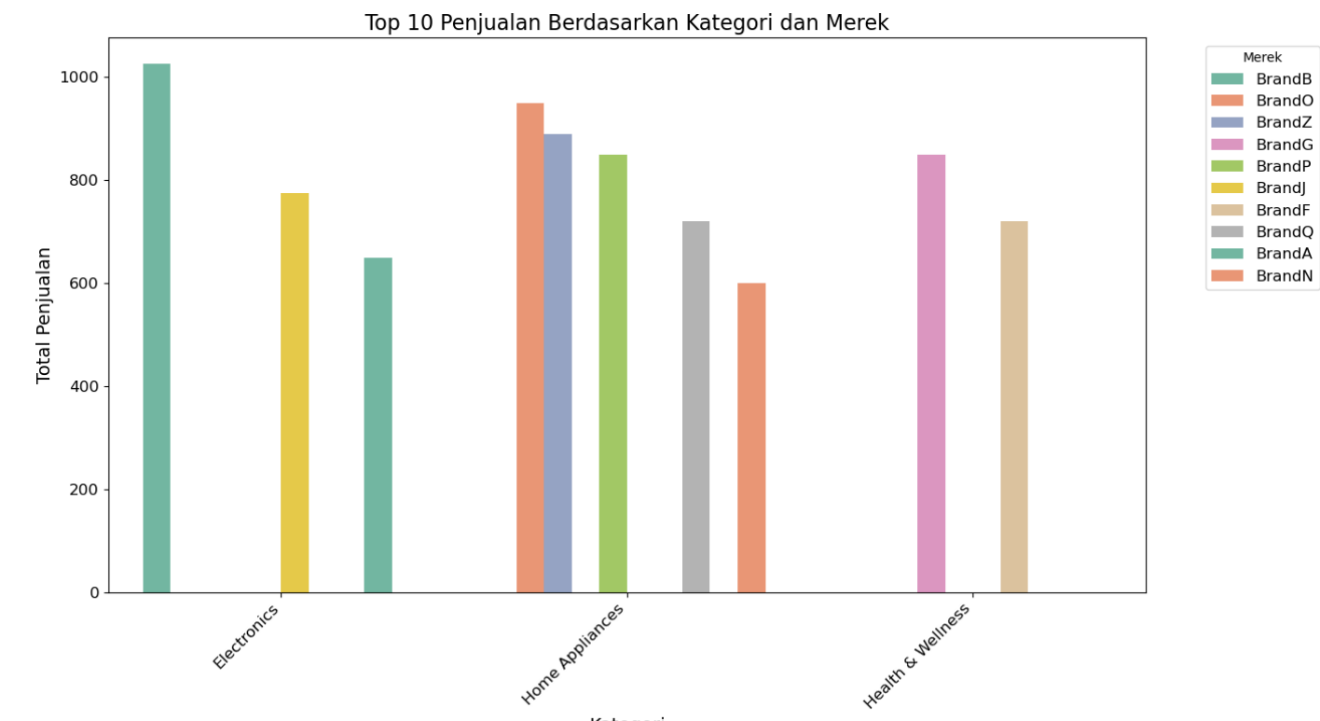 Top 10 Penjualan Berdasarkan Kategori dan Merek
Total Penjualan
1000
800
600
400
200
0
Electronics
Home Appliances
Health & Wellness
Kategori
Merek
BrandB
BrandO
BrandZ
BrandG
BrandP
BrandJ
BrandF
BrandQ
BrandA
BrandN